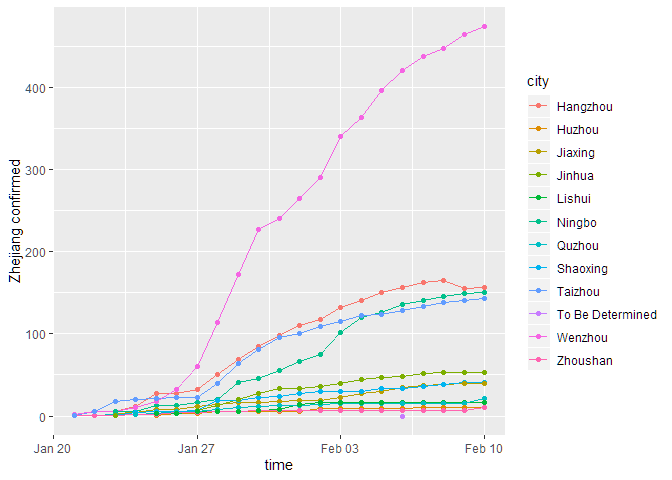 400
300
200
100
0
Zhejiang confirmed
Jan 20
Jan 27
Feb 03
Feb 10
time
city
Hangzhou
Huzhou
Jiaxing
Jinhua
Lishui
Ningbo
Quzhou
Shaoxing
Taizhou
To Be Determined
Wenzhou
Zhoushan